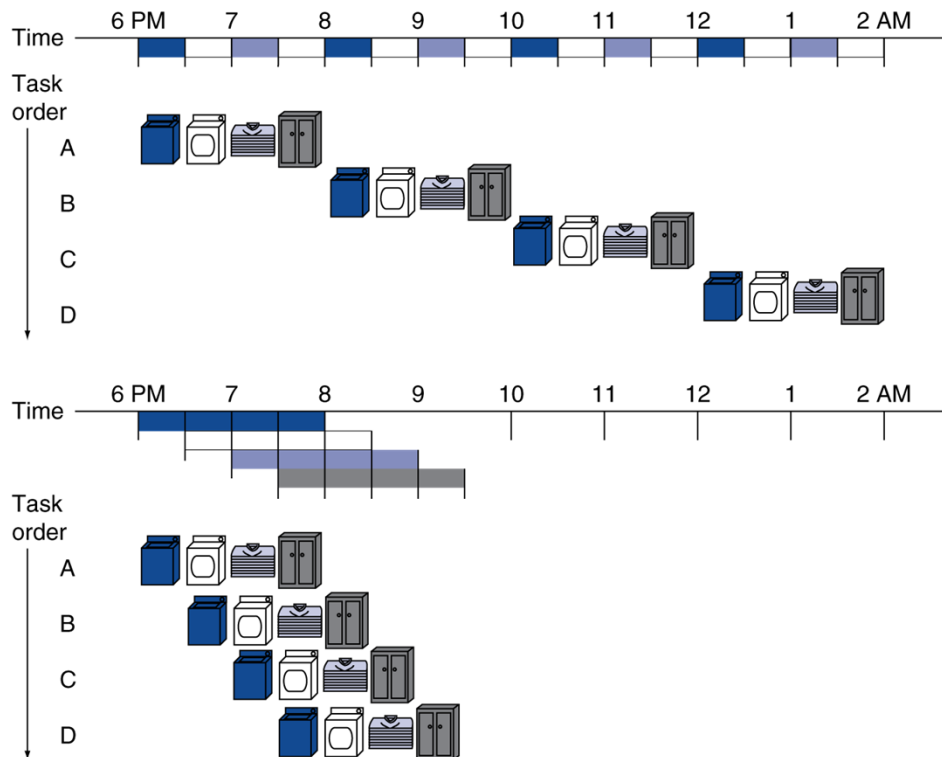 6 PM 7 8 9 10 11 12 1 2 AM
Time
Task
order
A
B
C
D
6 PM 7 8 9 10 11 12 1 2 AM
Time
Task
order
A
B
C
D